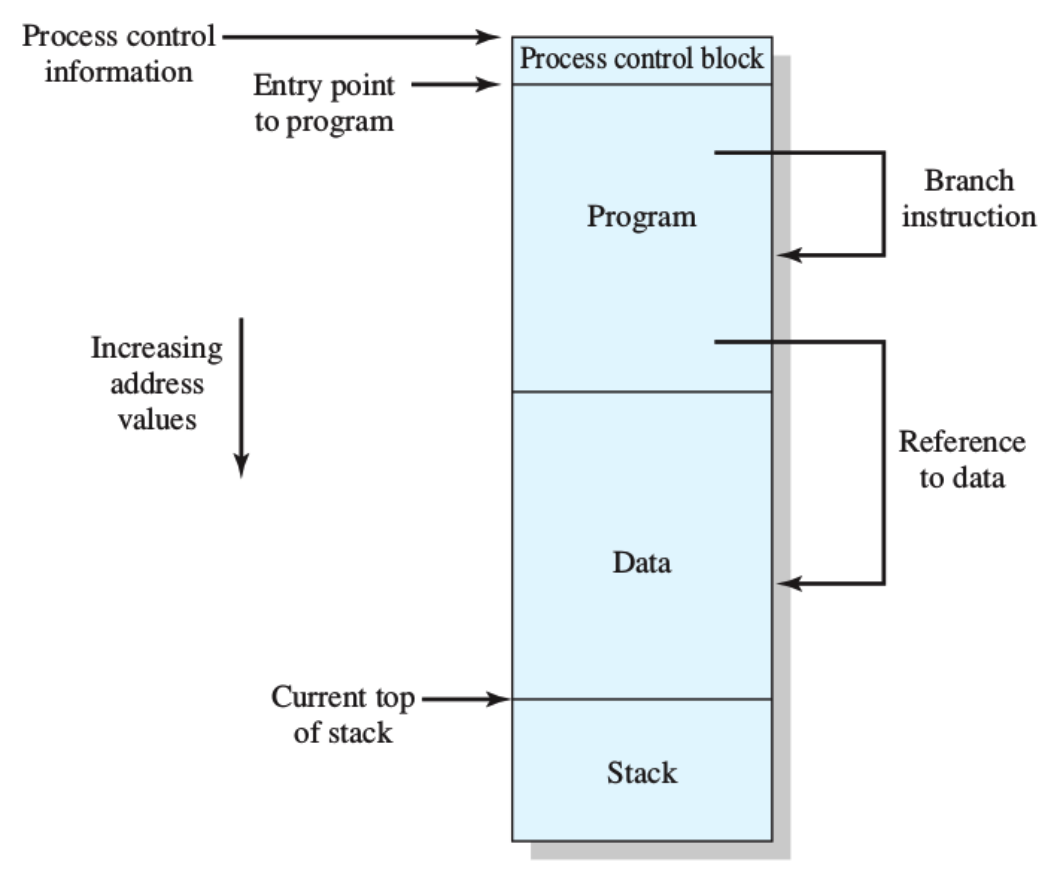 Process control
information
Process control block
Entry point
to program
Branch
instruction
Program
Increasing
address
values
Reference
to data
Data
Current top
of stack
Stack